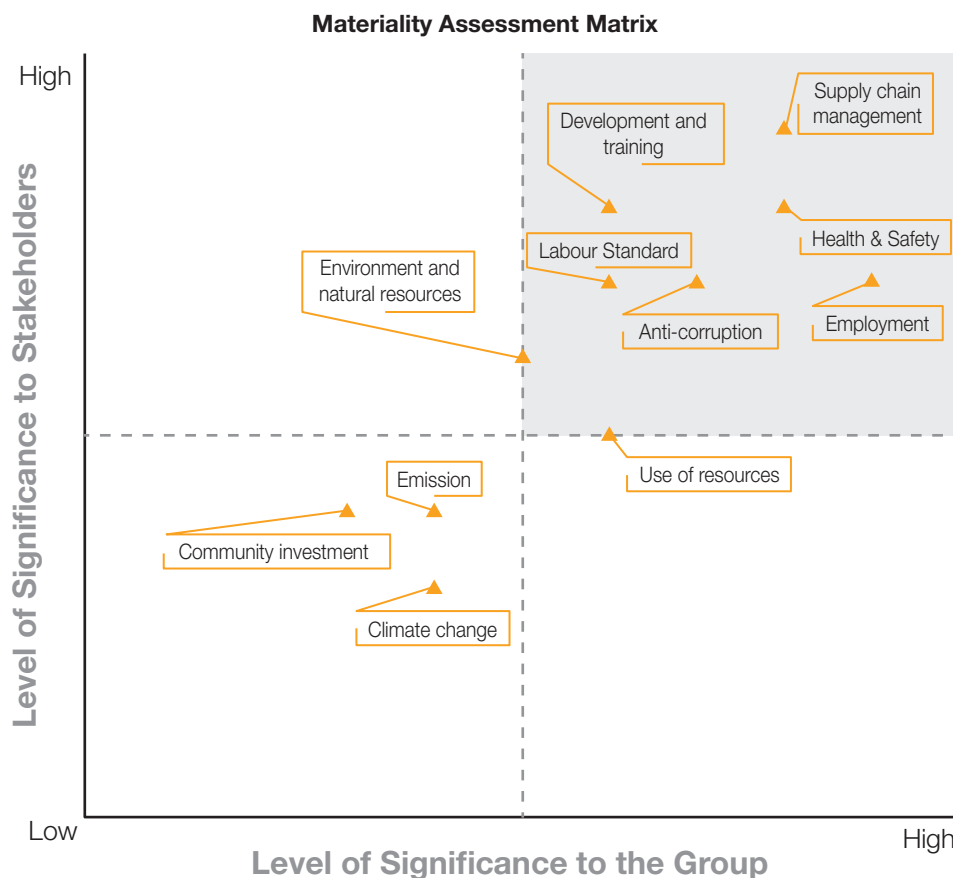 Materiality Assessment Matrix
High
Level of Significance to Stakeholders
Supply chain
management
Development and
training
Health & Safety
Labour Standard
Environment and
natural resources
Anti-corruption
Employment
Use of resources
Emission
Community investment
Climate change
Low
High
Level of Significance to the Group